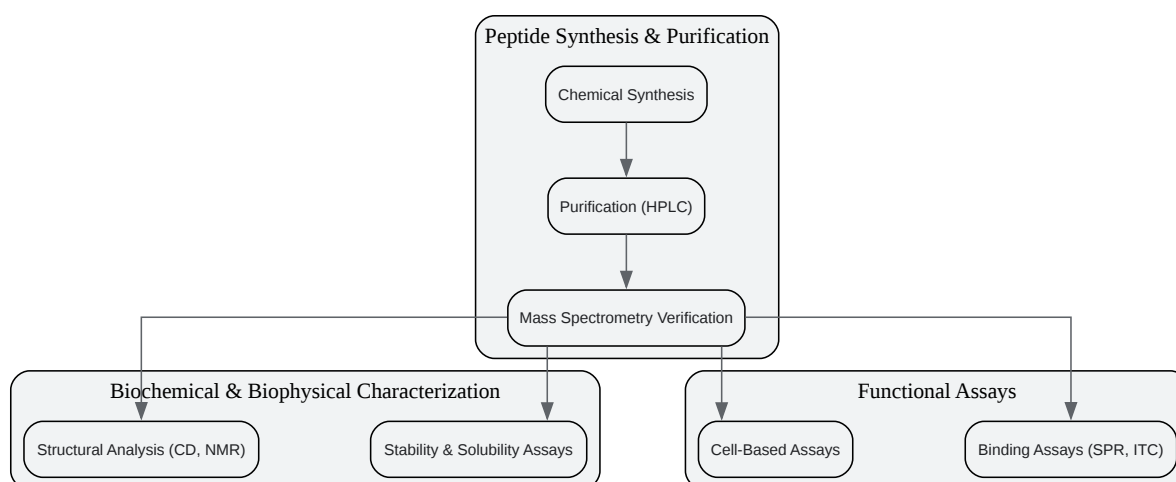 Peptide Synthesis & Purification
Chemical Synthesis
Purification (HPLC)
Mass Spectrometry Verification
Biochemical & Biophysical Characterization
Functional Assays
Structural Analysis (CD, NMR)
Stability & Solubility Assays
Cell-Based Assays
Binding Assays (SPR, ITC)